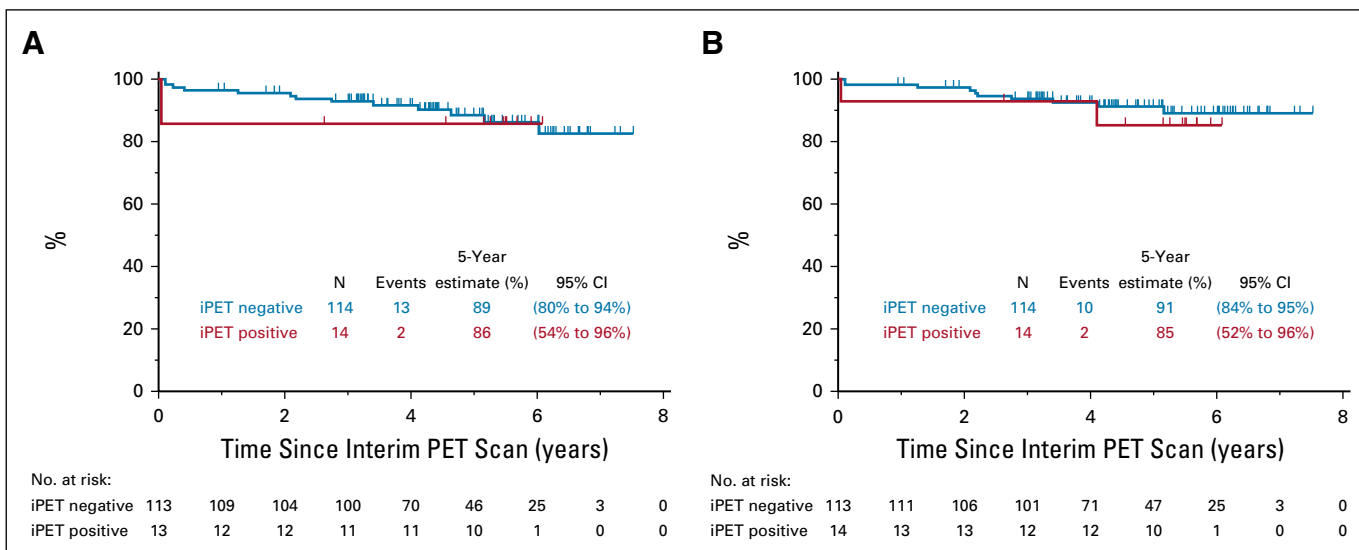 A
100
80
60
40
20
0
%
5-Year
N Events estimate (%) 95% CI
iPET negative 114 13 89 (80% to 94%)
iPET positive 14 2 86 (54% to 96%)
0 2 4 6 8
Time Since Interim PET Scan (years)
No. at risk:
iPET negative 113 109 104 100 70 46 25 3 0
iPET positive 13 12 12 11 11 10 1 0 0
B
100
80
60
40
20
0
%
5-Year
N Events estimate (%) 95% CI
iPET negative 114 10 91 (84% to 95%)
iPET positive 14 2 85 (52% to 96%)
0 2 4 6 8
Time Since Interim PET Scan (years)
No. at risk:
iPET negative 113 111 106 101 71 47 25 3 0
iPET positive 14 13 13 12 12 10 1 0 0